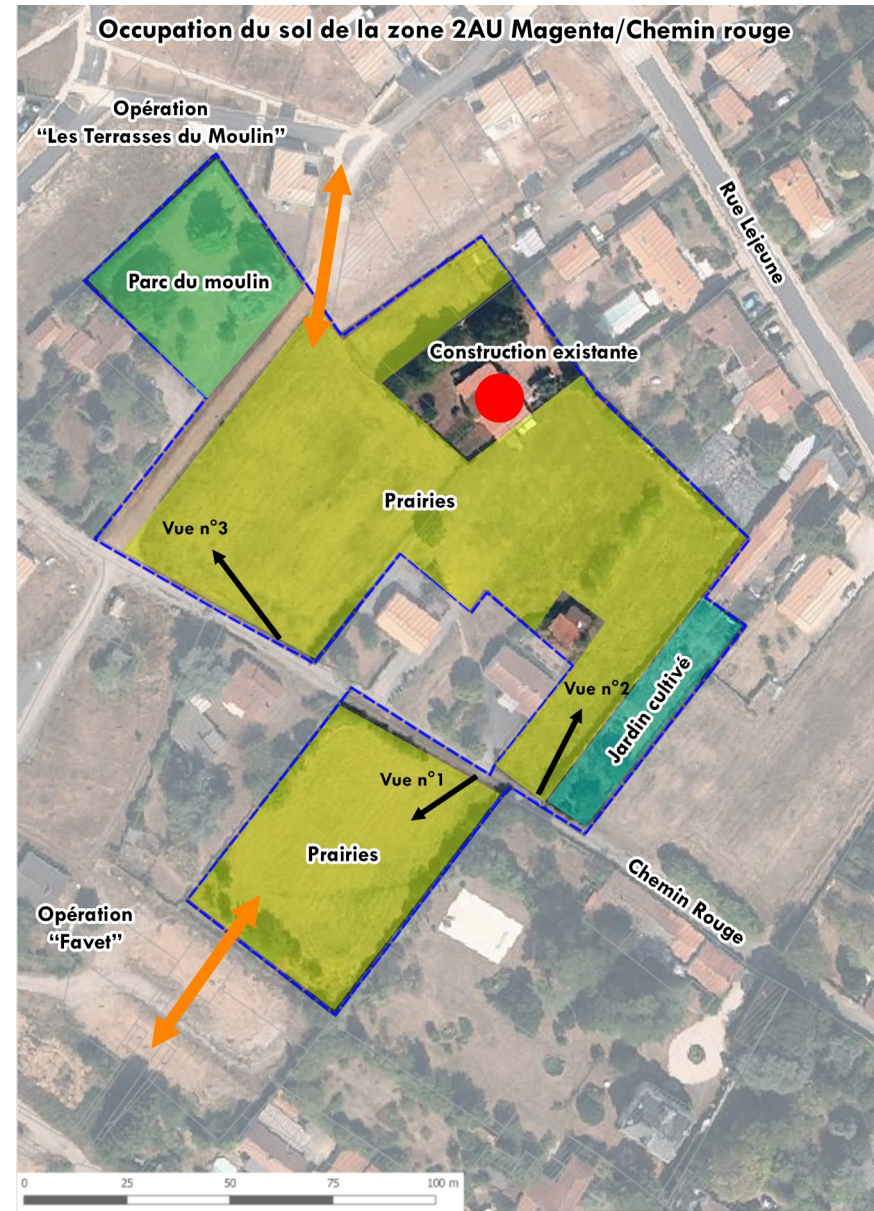 Occupation du sol de la zone 2AU Magenta/Chemin rouge
Opération
“Les Terrasses du Moulin”
Rue Lejeune
Parc du moulin
Construction existante
Prairies
Vue n°3
Vue n°2
Jardin cultivé
Vue n°1
Prairies
Chemin Rouge
Opération
“Favet”
0 25 50 75 100 m